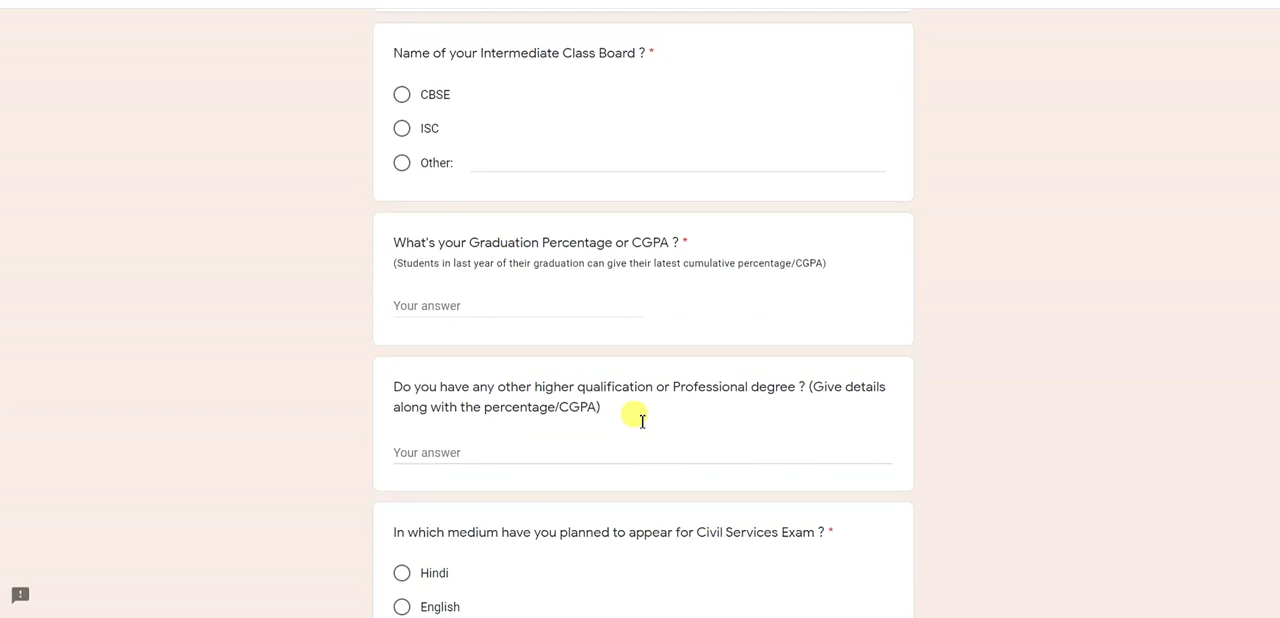 Name of your Intermediate Class Board ? *
CBSE
ISC
Other:
What's your Graduation Percentage or CGPA ? *
(Students in last year of their graduation can give their latest cumulative percentage/CGPA)
Your answer
Do you have any other higher qualification or Professional degree ? (Give details
along with the percentage/CGPA)
Your answer
In which medium have you planned to appear for Civil Services Exam ? *
Hindi
English